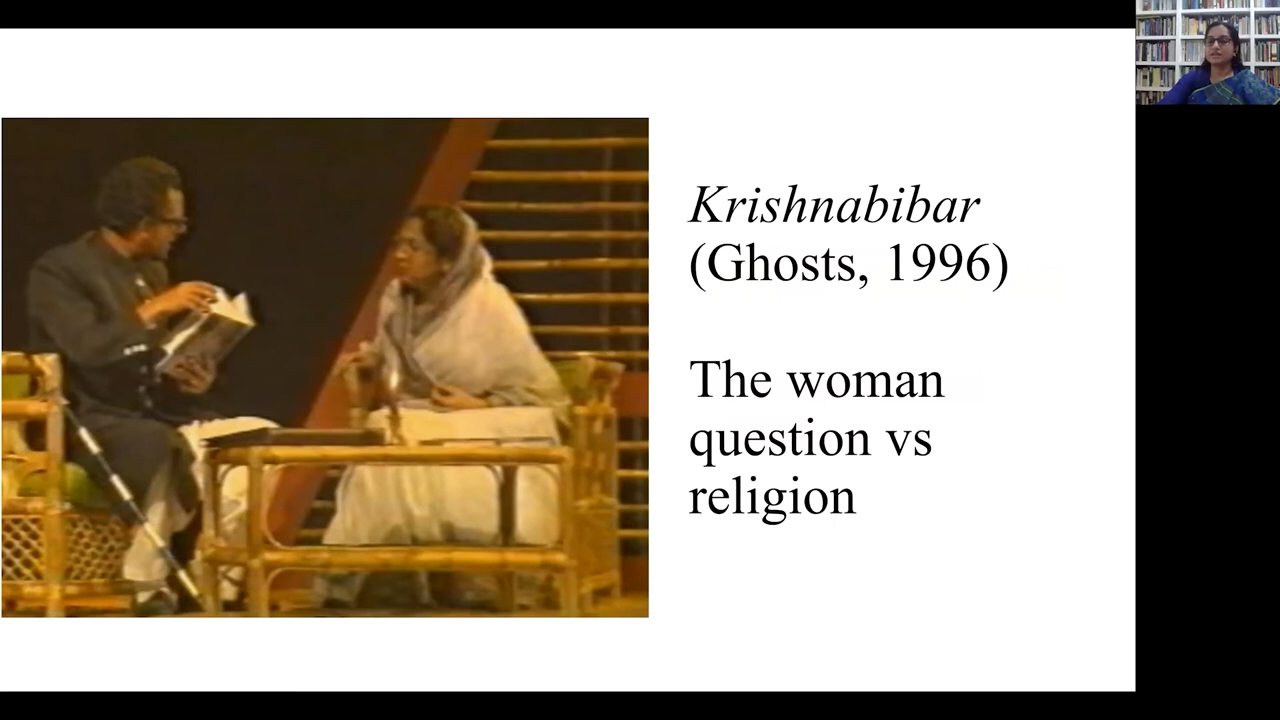 Krishnabibar
(Ghosts, 1996)
The woman
question vs
religion